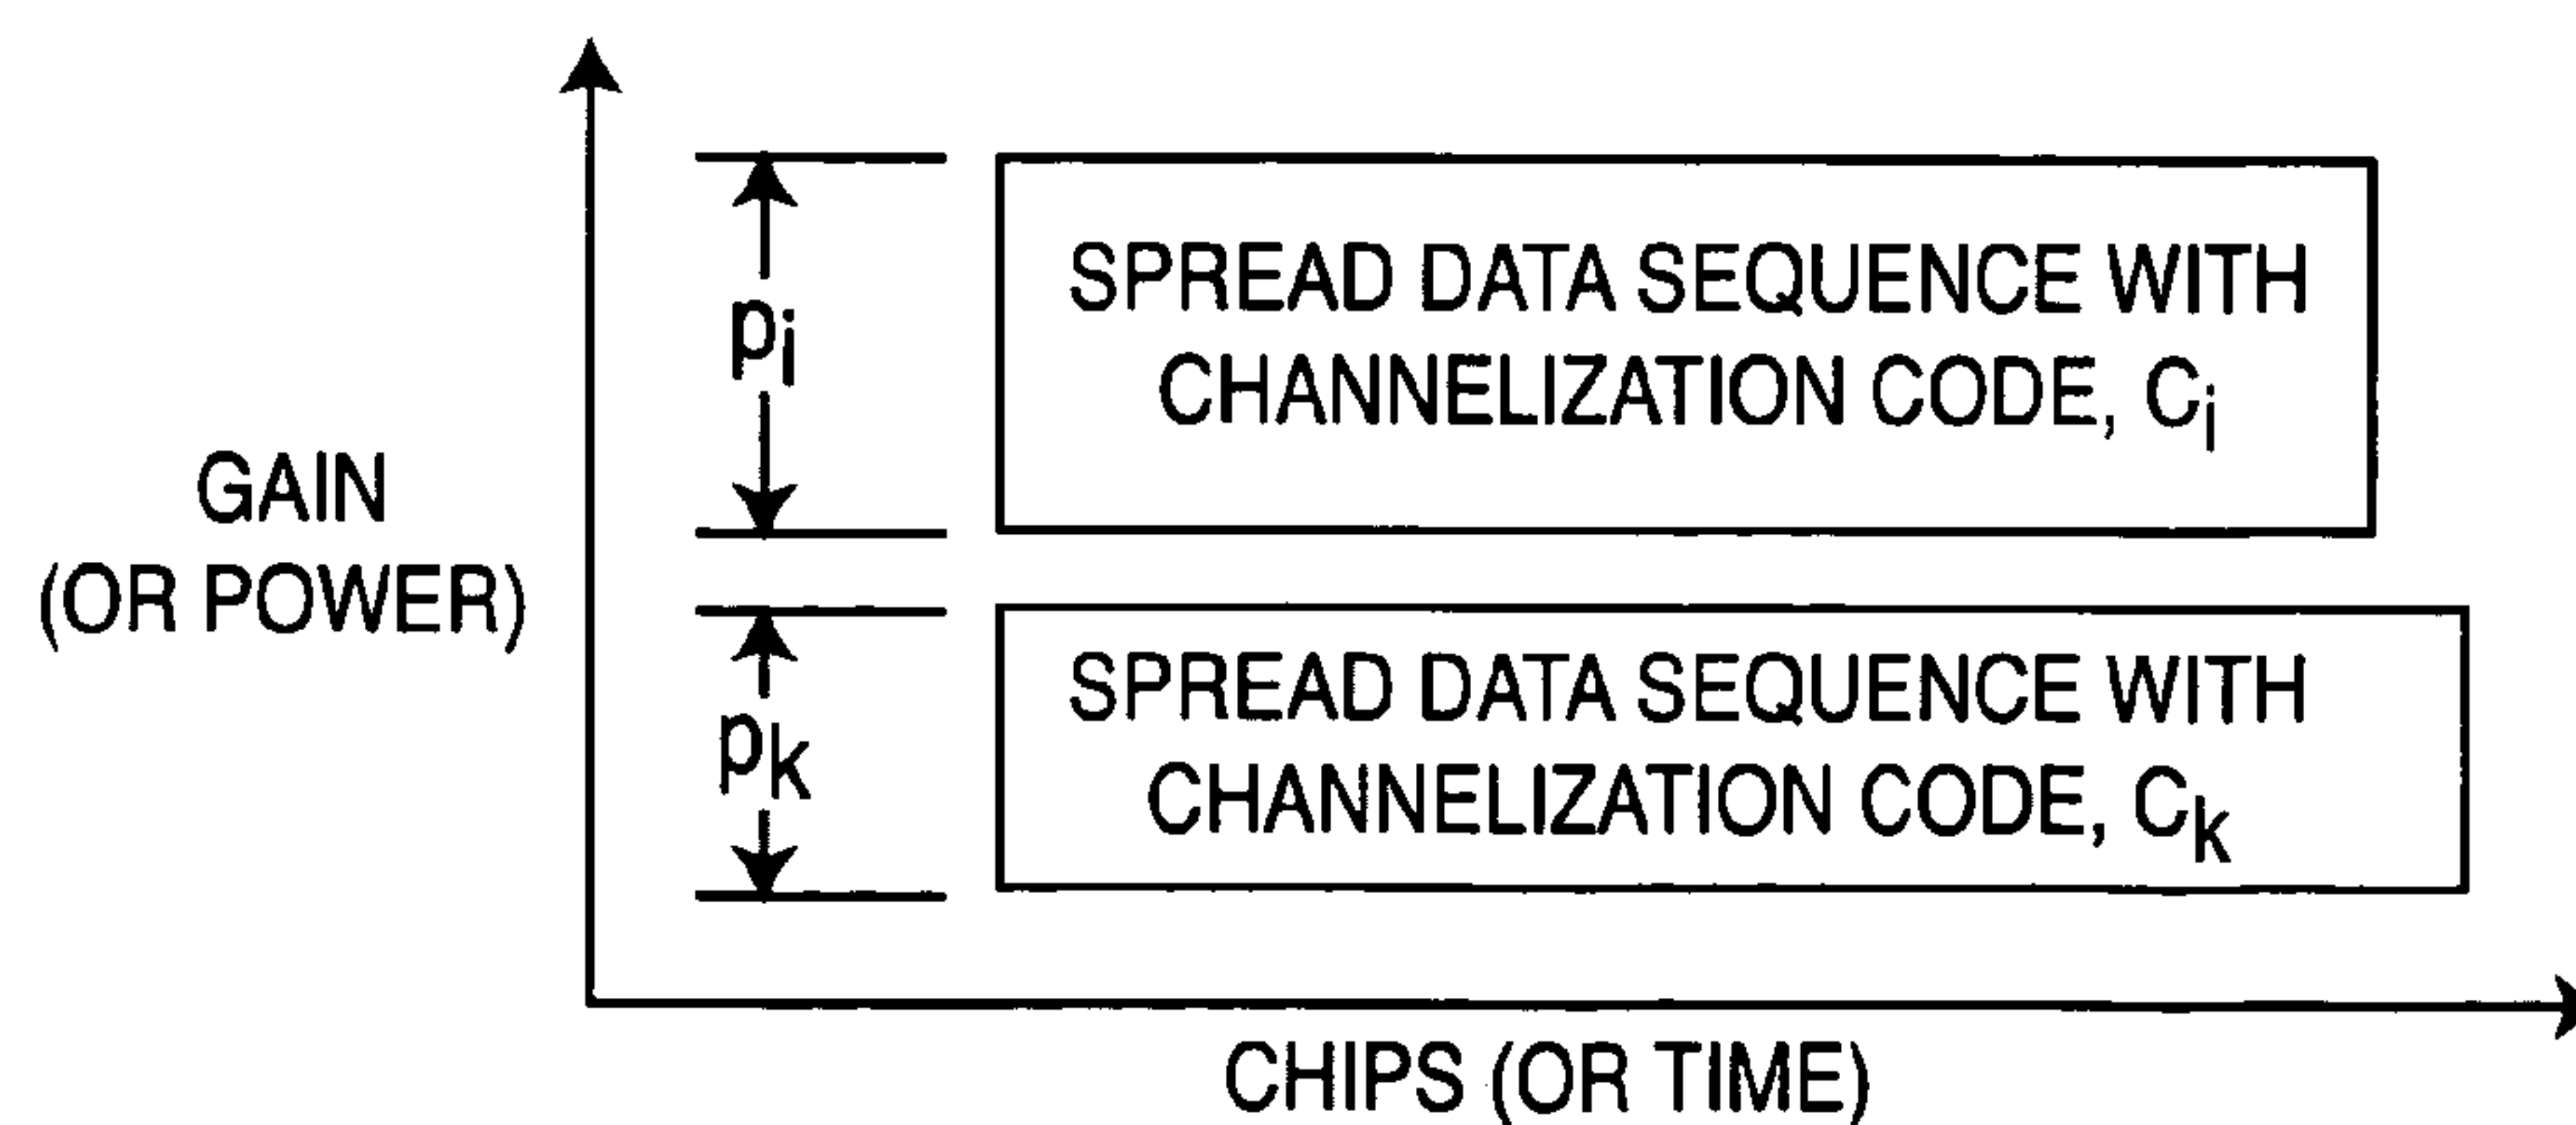 pi
SPREAD DATA SEQUENCE WITH
CHANNELIZATION CODE, Ci
GAIN
(OR POWER)
pk
SPREAD DATA SEQUENCE WITH
CHANNELIZATION CODE, Ck
CHIPS (OR TIME)